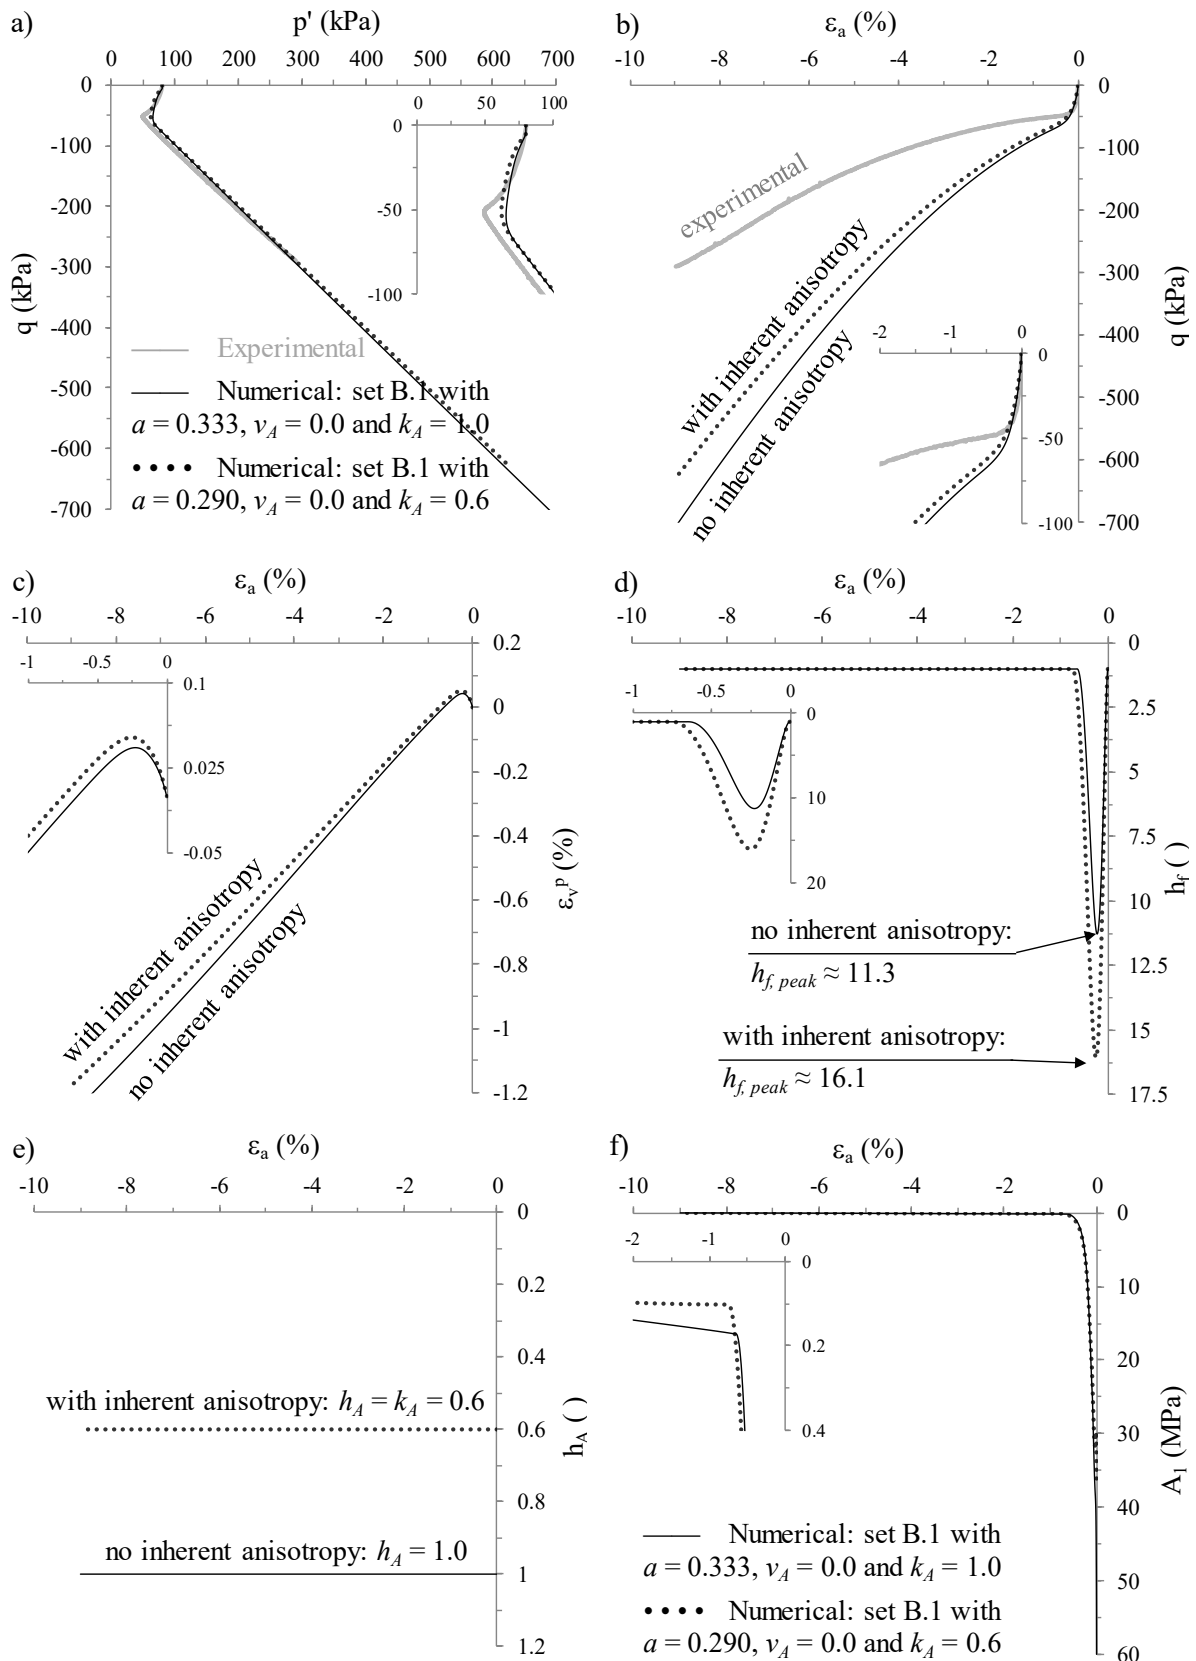 a)
p' (kPa)
0 100 200 300 400 500 600 700
0
-100
-200
-300
-400
-500
-600
-700
q (kPa)
0 50 100
0
-50
-100
Experimental
Numerical: set B.1 with
a = 0.333, v_A = 0.0 and k_A = 1.0
Numerical: set B.1 with
a = 0.290, v_A = 0.0 and k_A = 0.6
b)
ε_a (%)
-10 -8 -6 -4 -2 0
0
-100
-200
-300
-400
-500
-600
-700
q (kPa)
experimental
with inherent anisotropy
no inherent anisotropy
-2 -1 0
0
-50
-100
c)
ε_a (%)
-10 -8 -6 -4 -2 0
0.2
0
-0.2
-0.4
-0.6
-0.8
-1
-1.2
ε_v^p (%)
-1 -0.5 0
0.1
0.025
-0.05
with inherent anisotropy
no inherent anisotropy
d)
ε_a (%)
-10 -8 -6 -4 -2 0
0
2.5
5
7.5
10
12.5
15
17.5
h_f ( )
-1 -0.5 0
0
10
20
no inherent anisotropy:
h_f, peak ≈ 11.3
with inherent anisotropy:
h_f, peak ≈ 16.1
e)
ε_a (%)
-10 -8 -6 -4 -2 0
0
0.2
0.4
0.6
0.8
1
1.2
h_A ( )
with inherent anisotropy: h_A = k_A = 0.6
no inherent anisotropy: h_A = 1.0
f)
ε_a (%)
-10 -8 -6 -4 -2 0
0
10
20
30
40
50
60
A_1 (MPa)
-2 -1 0
0
0.2
0.4
Numerical: set B.1 with
a = 0.333, v_A = 0.0 and k_A = 1.0
Numerical: set B.1 with
a = 0.290, v_A = 0.0 and k_A = 0.6